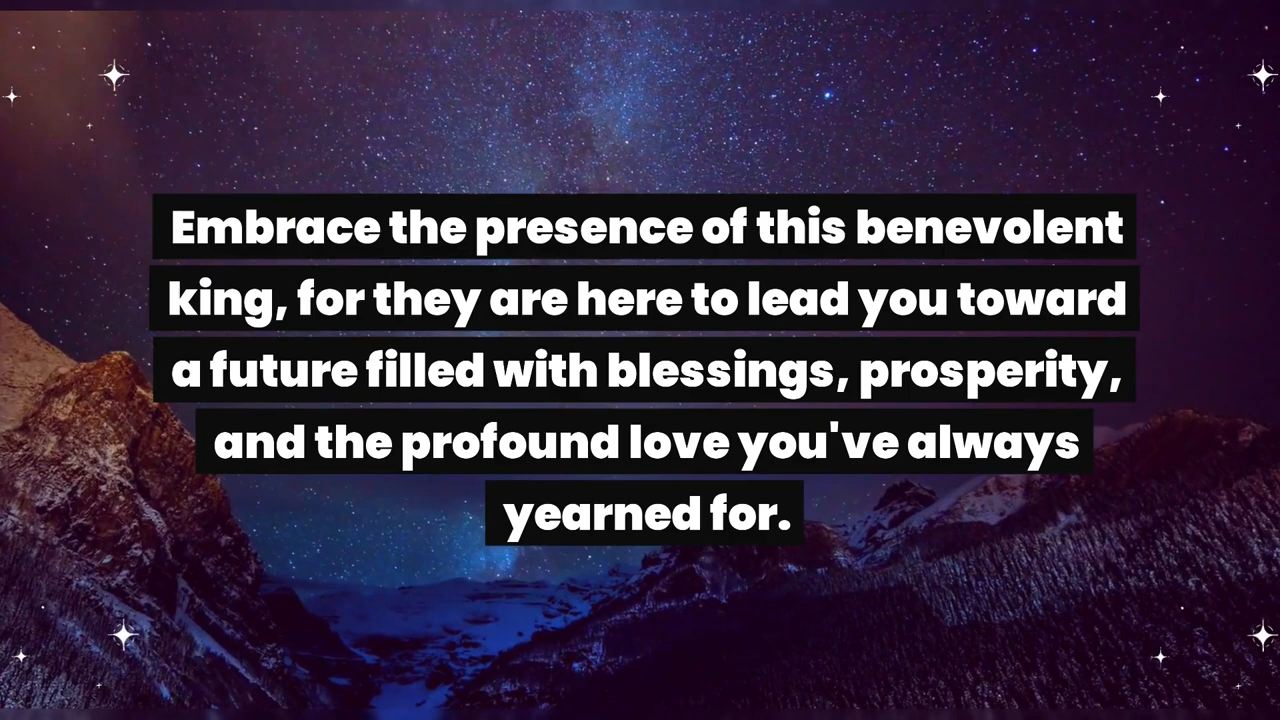 Embrace the presence of this benevolent
king, for they are here to lead you toward
a future filled with blessings, prosperity,
and the profound love you've always
yearned for.